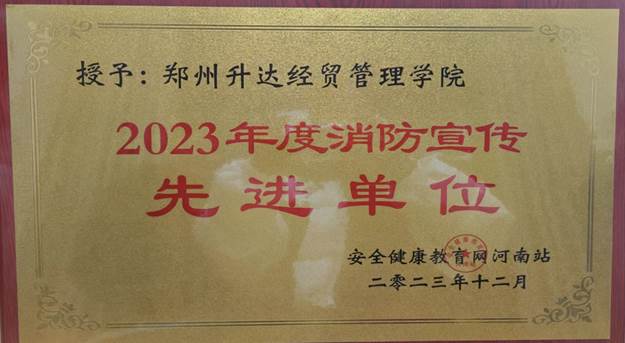 授予：郑州升达经贸管理学院
2023年度消防宣传
先进单位
安全健康教育网河南站
二零二三年十二月